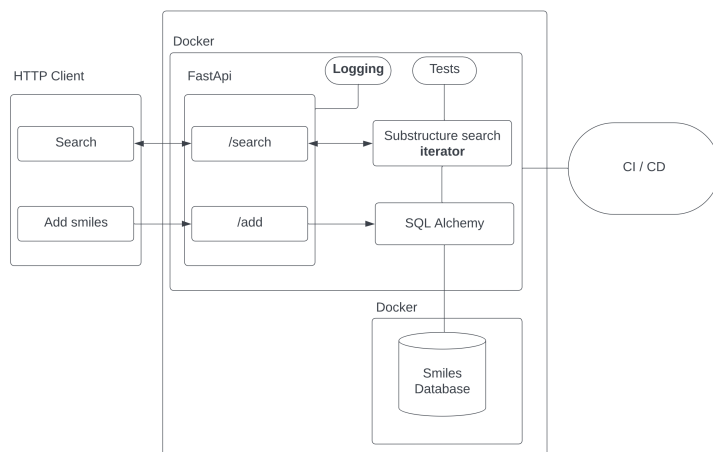 Docker
HTTP Client
FastApi
Logging
Tests
Search
/search
Substructure search
iterator
CI / CD
Add smiles
/add
SQL Alchemy
Docker
Smiles
Database